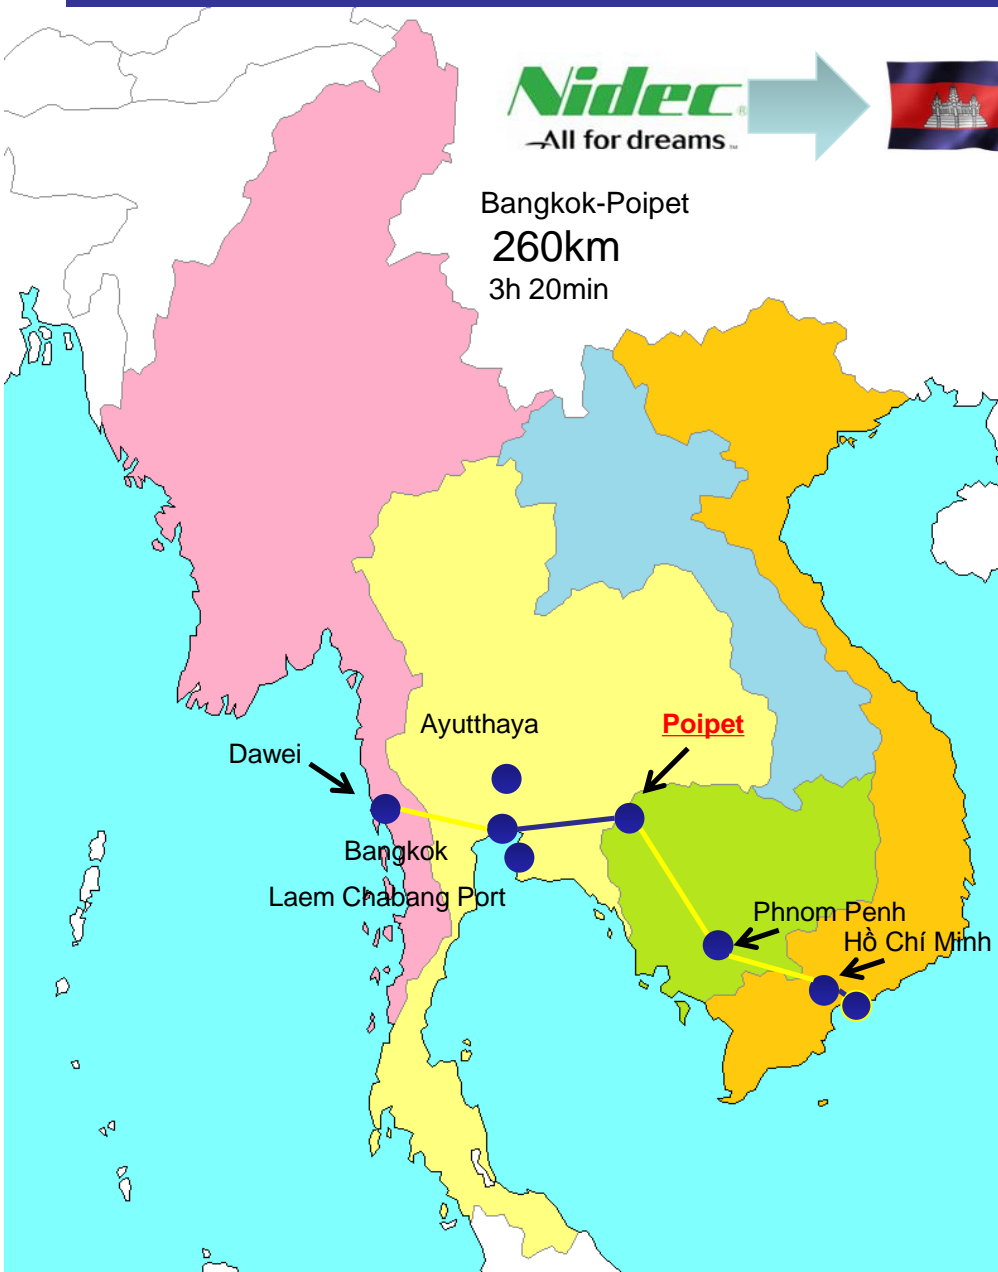 Nidec®
All for dreams™
Bangkok-Poipet
260km
3h 20min
Ayutthaya
Poipet
Dawei
Bangkok
Laem Chabang Port
Phnom Penh
Hồ Chí Minh